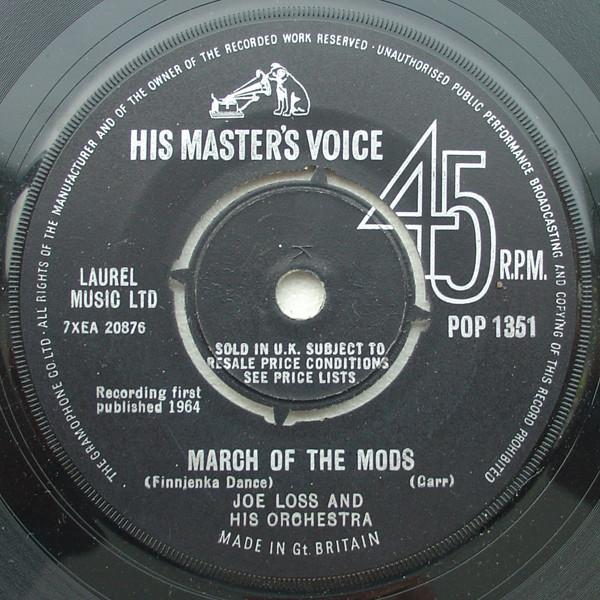 THE GRAMOPHONE CO. LTD · ALL RIGHTS OF THE MANUFACTURER AND OF THE OWNER OF THE RECORDED WORK RESERVED · UNAUTHORISED PUBLIC PERFORMANCE BROADCASTING AND COPYING OF THIS RECORD PROHIBITED
HIS MASTER'S VOICE
45
R.P.M.
LAUREL
MUSIC LTD
7XEA 20876
POP 1351
K
SOLD IN U.K. SUBJECT TO
RESALE PRICE CONDITIONS
SEE PRICE LISTS
Recording first
published 1964
MARCH OF THE MODS
(Finnjenka Dance) (Carr)
JOE LOSS AND
HIS ORCHESTRA
MADE IN Gt. BRITAIN